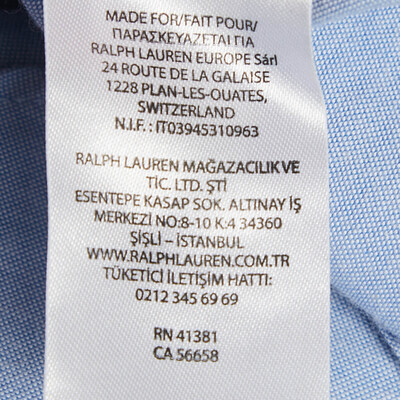 MADE FOR/FAIT POUR/
ΠΑΡΑΣΚΕΥΑΖΕΤΑΙ ΓΙΑ
RALPH LAUREN EUROPE Sárl
24 ROUTE DE LA GALAISE
1228 PLAN-LES-OUATES,
SWITZERLAND
N.I.F. : IT03945310963
RALPH LAUREN MAĞAZACILIK VE
TİC. LTD. ŞTİ
ESENTEPE KASAP SOK. ALTINAY İŞ
MERKEZİ NO:8-10 K:4 34360
ŞİŞLİ – İSTANBUL
WWW.RALPHLAUREN.COM.TR
TÜKETİCİ İLETİŞİM HATTI:
0212 345 69 69
RN 41381
CA 56658